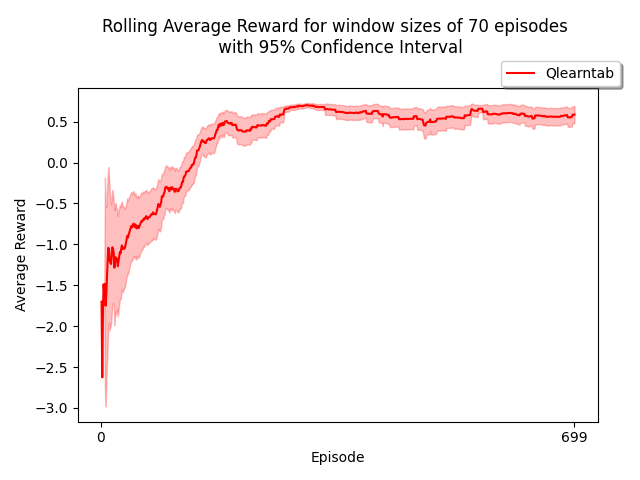 Rolling Average Reward for window sizes of 70 episodes
with 95% Confidence Interval
Qlearntab
0.5
0.0
−0.5
−1.0
−1.5
−2.0
−2.5
−3.0
Average Reward
0
699
Episode